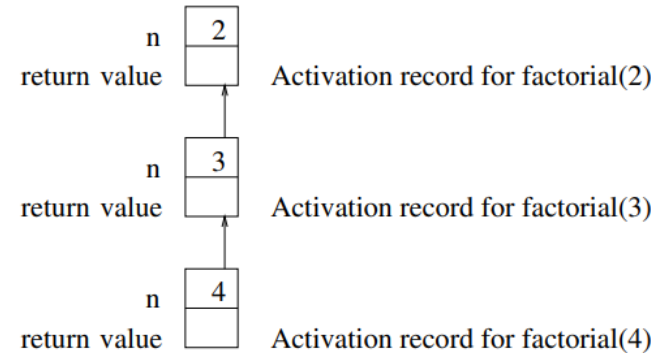 n 2
return value Activation record for factorial(2)
n 3
return value Activation record for factorial(3)
n 4
return value Activation record for factorial(4)